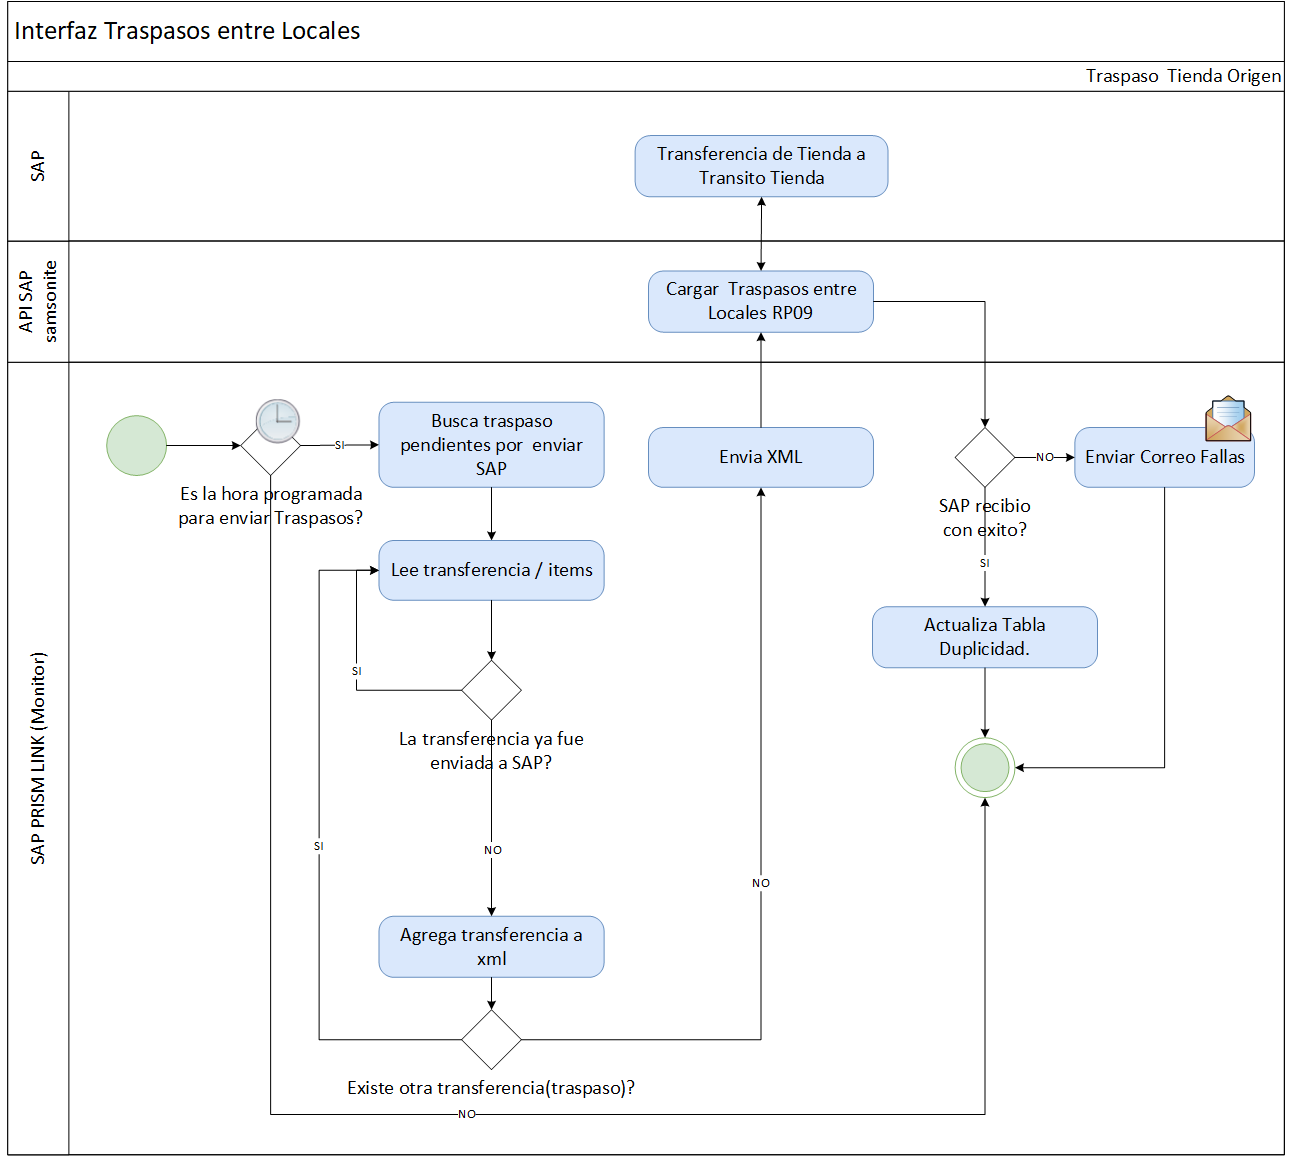 Interfaz Traspasos entre Locales
Traspaso Tienda Origen
SAP
Transferencia de Tienda a
Transito Tienda
API SAP
samsonite
Cargar Traspasos entre
Locales RP09
SAP PRISM LINK (Monitor)
Es la hora programada
para enviar Traspasos?
SI
Busca traspaso
pendientes por enviar
SAP
Lee transferencia / items
SI
La transferencia ya fue
enviada a SAP?
SI
NO
Agrega transferencia a
xml
Existe otra transferencia(traspaso)?
NO
NO
Envia XML
SAP recibio
con exito?
NO
Enviar Correo Fallas
SI
Actualiza Tabla
Duplicidad.